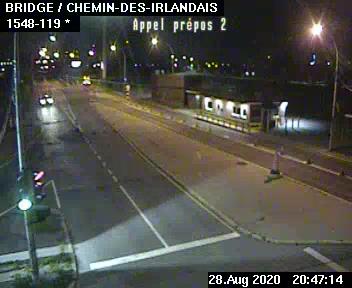 BRIDGE / CHEMIN-DES-IRLANDAIS
1548-119 *
Appel prépos 2
28.Aug 2020 20:47:14